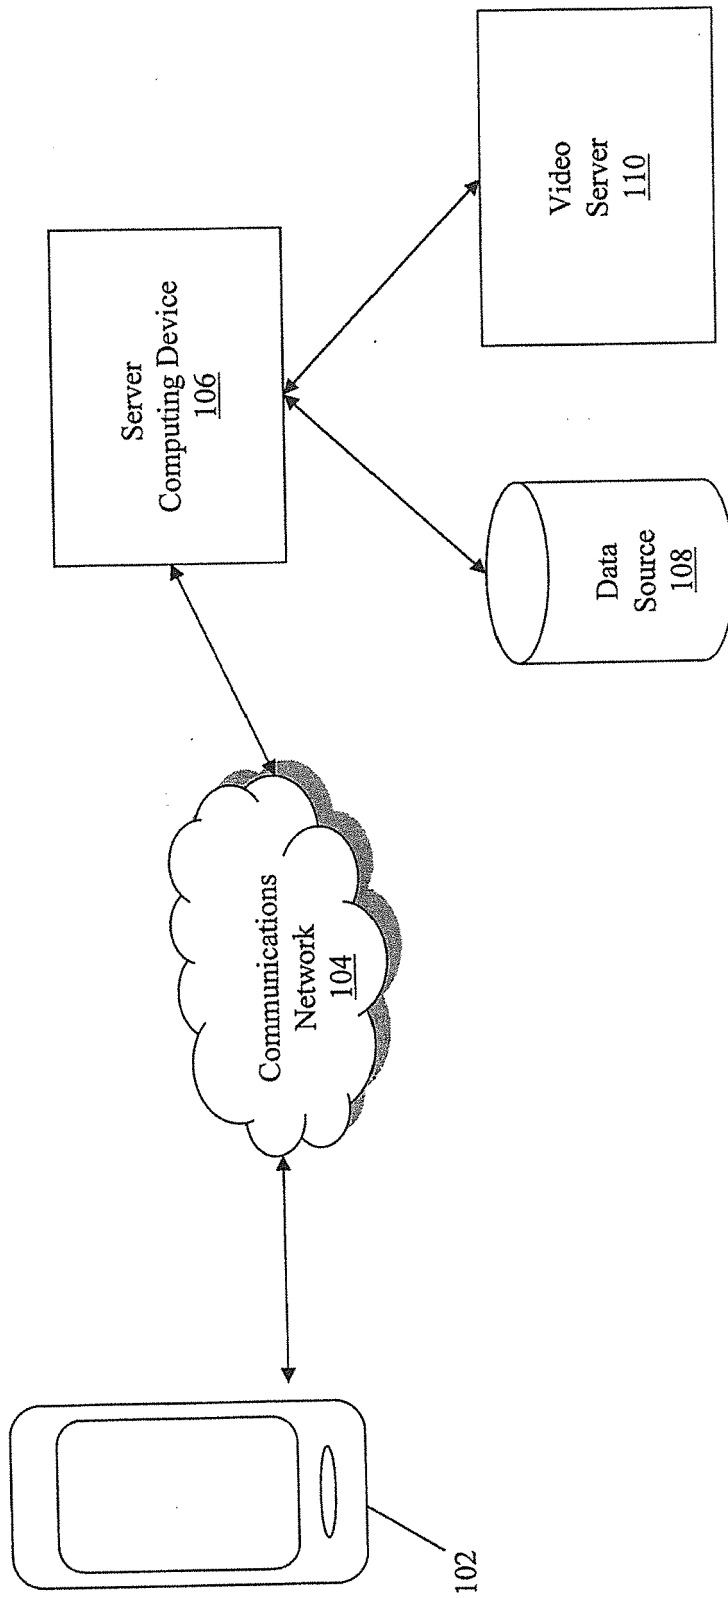 102
Communications
Network
104
Server
Computing Device
106
Data
Source
108
Video
Server
110